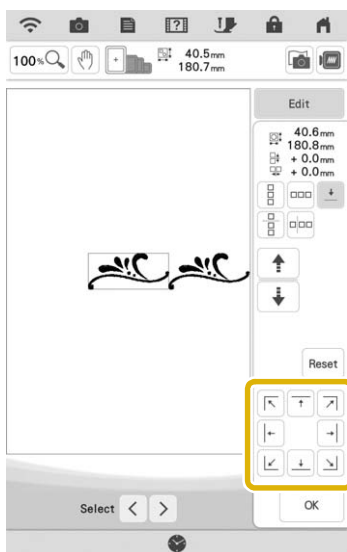 100%
40.5mm
180.7mm
Edit
40.6mm
180.8mm
+ 0.0mm
+ 0.0mm
Reset
Select
OK